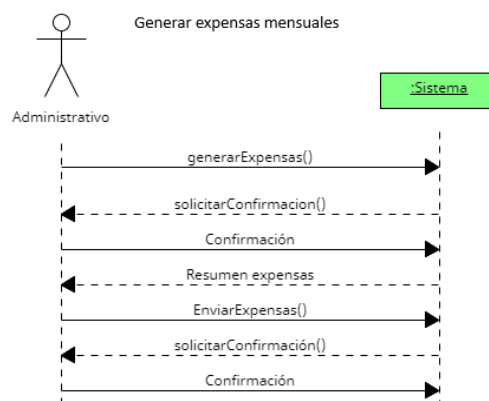 Generar expensas mensuales
:Sistema
Administrativo
generarExpensas()
solicitarConfirmacion()
Confirmación
Resumen expensas
EnviarExpensas()
solicitarConfirmación()
Confirmación